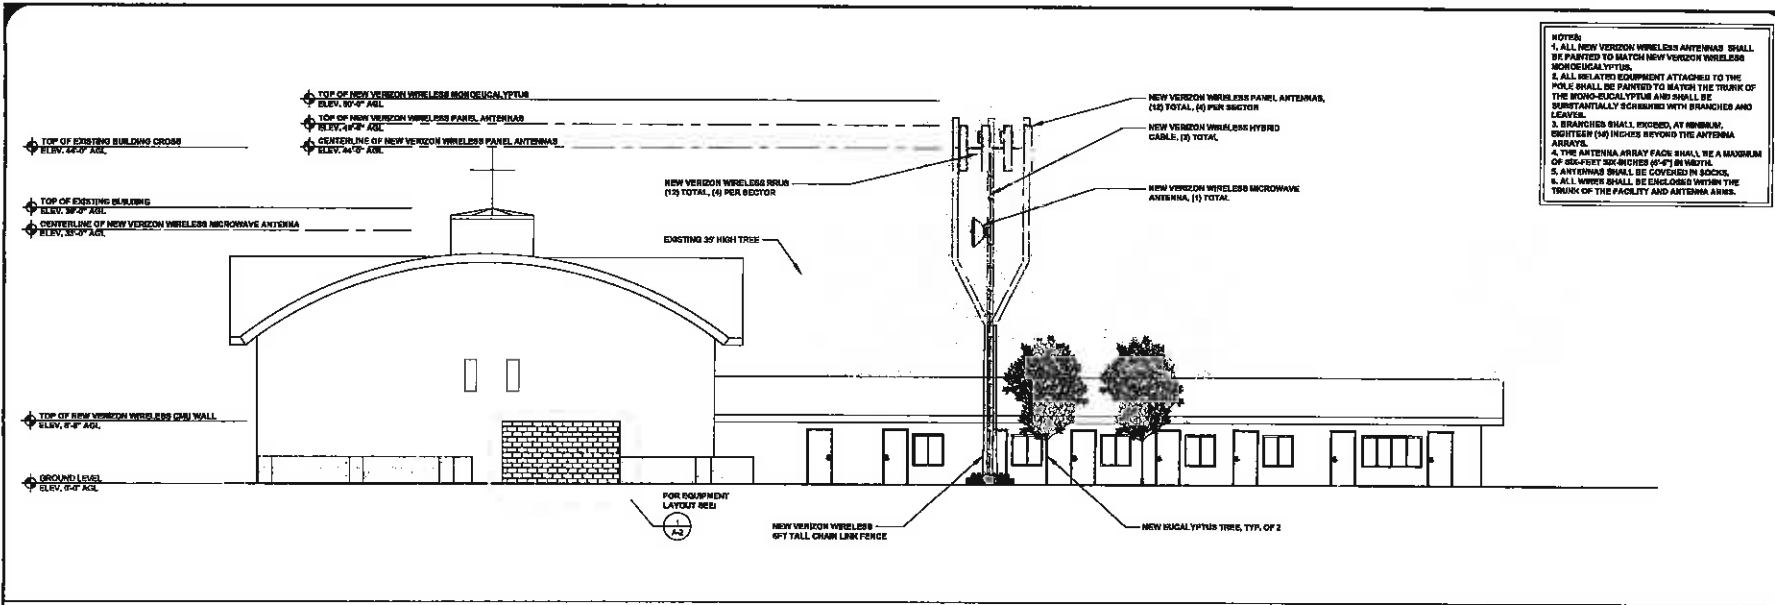 NOTES:
1. ALL NEW VERIZON WIRELESS ANTENNAS SHALL
BE PAINTED TO MATCH NEW VERIZON WIRELESS
MONOEUCALYPTUS.
2. ALL RELATED EQUIPMENT ATTACHED TO THE
POLE SHALL BE PAINTED TO MATCH THE TRUNK OF
THE MONO-EUCALYPTUS AND SHALL BE
SUBSTANTIALLY SCREENED WITH BRANCHES AND
LEAVES.
3. BRANCHES SHALL EXCEED, AT MINIMUM,
EIGHTEEN (18) INCHES BEYOND THE ANTENNA
ARRAYS.
4. THE ANTENNA ARRAY FACE SHALL BE A MAXIMUM
OF SIX-FEET SIX-INCHES (6'-6") IN WIDTH.
5. ANTENNAS SHALL BE COVERED IN SOCKS.
6. ALL WIRES SHALL BE ENCLOSED WITHIN THE
TRUNK OF THE FACILITY AND ANTENNA ARMS.
TOP OF NEW VERIZON WIRELESS MONOEUCALYPTUS
ELEV. 50'-0" AGL
TOP OF NEW VERIZON WIRELESS PANEL ANTENNAS
ELEV. AGL
CENTERLINE OF NEW VERIZON WIRELESS PANEL ANTENNAS
ELEV. 44'-0" AGL
TOP OF EXISTING BUILDING CROSS
ELEV. 44'-0" AGL
TOP OF EXISTING BUILDING
ELEV. AGL
CENTERLINE OF NEW VERIZON WIRELESS MICROWAVE ANTENNA
ELEV. 33'-0" AGL
TOP OF NEW VERIZON WIRELESS CMU WALL
ELEV. AGL
GROUND LEVEL
ELEV. 0'-0" AGL
NEW VERIZON WIRELESS PANEL ANTENNAS,
(12) TOTAL, (4) PER SECTOR
NEW VERIZON WIRELESS HYBRID
CABLE, (3) TOTAL
NEW VERIZON WIRELESS RRUS
(12) TOTAL, (4) PER SECTOR
NEW VERIZON WIRELESS MICROWAVE
ANTENNA, (1) TOTAL
EXISTING 35' HIGH TREE
FOR EQUIPMENT
LAYOUT SEE:
1
A-2
NEW VERIZON WIRELESS
6FT TALL CHAIN LINK FENCE
NEW EUCALYPTUS TREE, TYP. OF 2